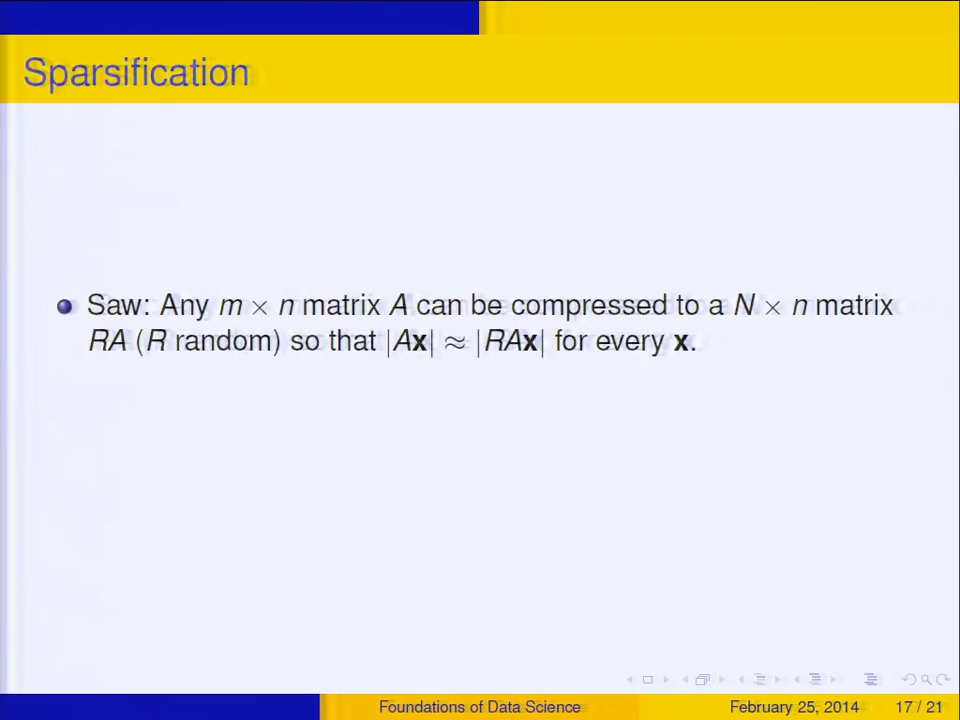 Sparsification
Saw: Any m × n matrix A can be compressed to a N × n matrix
RA (R random) so that |Ax| ≈ |RAx| for every x.
Foundations of Data Science
February 25, 2014
17 / 21